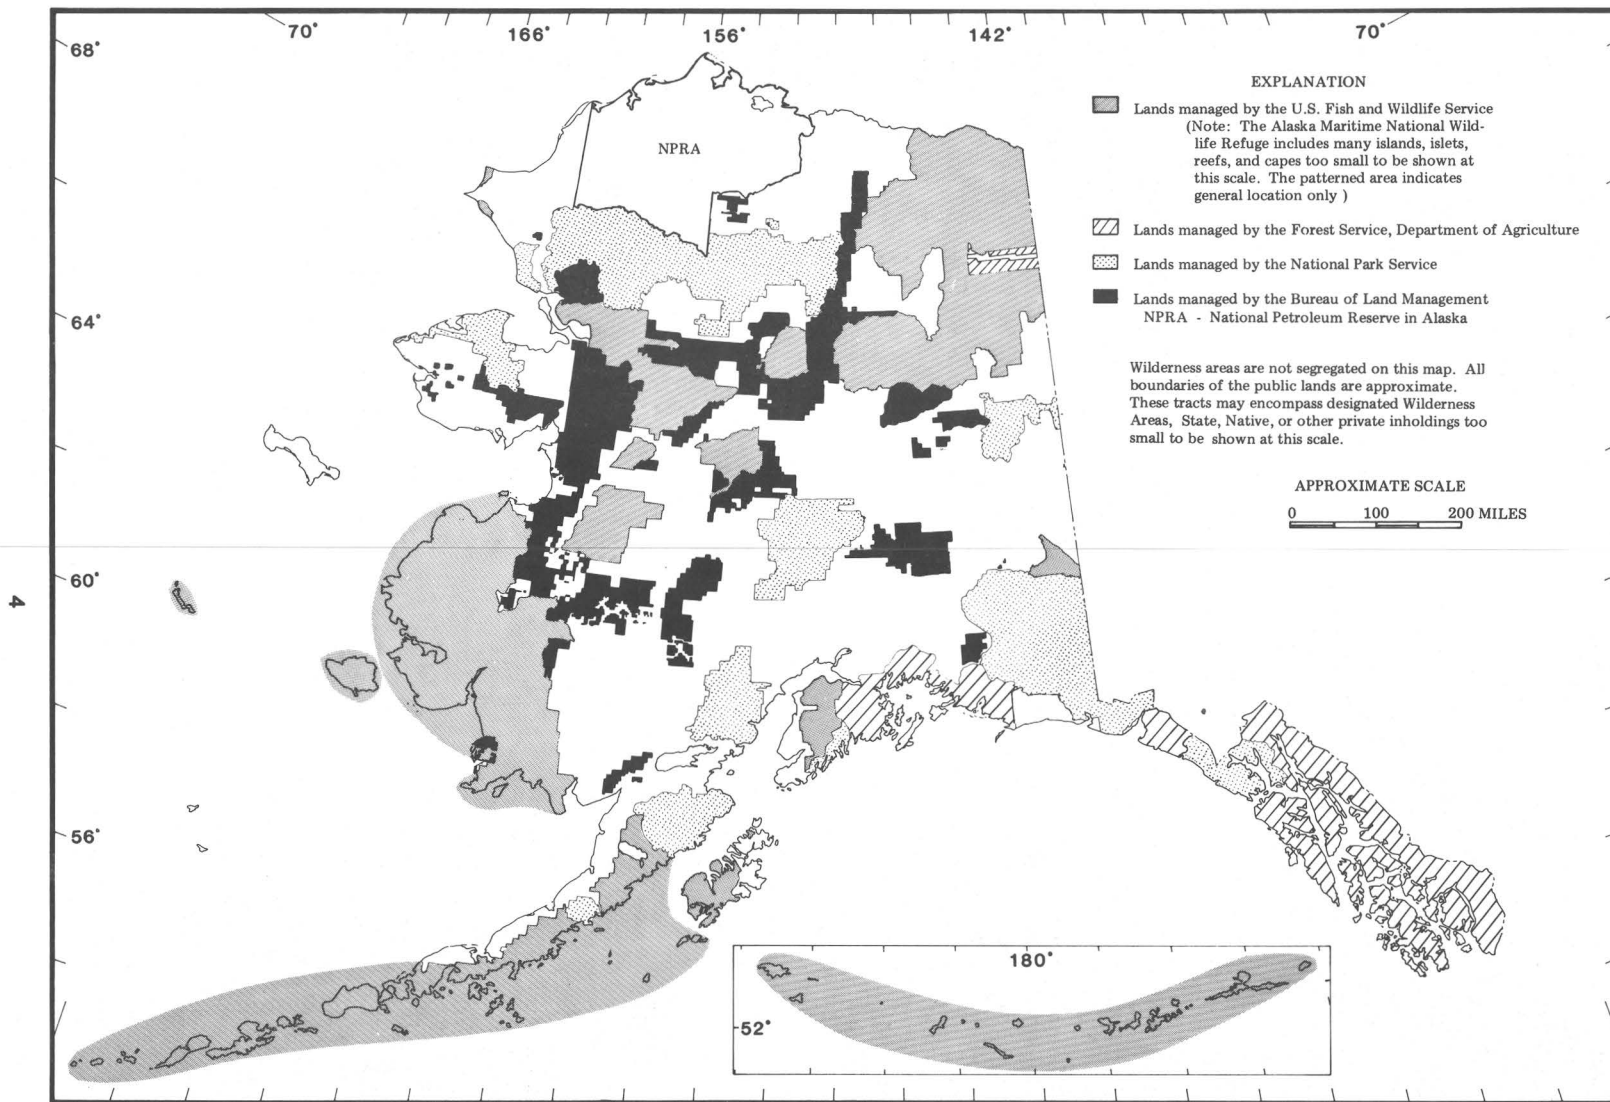 70°
166°
156°
142°
70°
68°
64°
60°
56°
NPRA
EXPLANATION
Lands managed by the U.S. Fish and Wildlife Service
(Note: The Alaska Maritime National Wild-
life Refuge includes many islands, islets,
reefs, and capes too small to be shown at
this scale. The patterned area indicates
general location only )
Lands managed by the Forest Service, Department of Agriculture
Lands managed by the National Park Service
Lands managed by the Bureau of Land Management
NPRA - National Petroleum Reserve in Alaska
Wilderness areas are not segregated on this map. All
boundaries of the public lands are approximate.
These tracts may encompass designated Wilderness
Areas, State, Native, or other private inholdings too
small to be shown at this scale.
APPROXIMATE SCALE
0 100 200 MILES
180°
52°
4